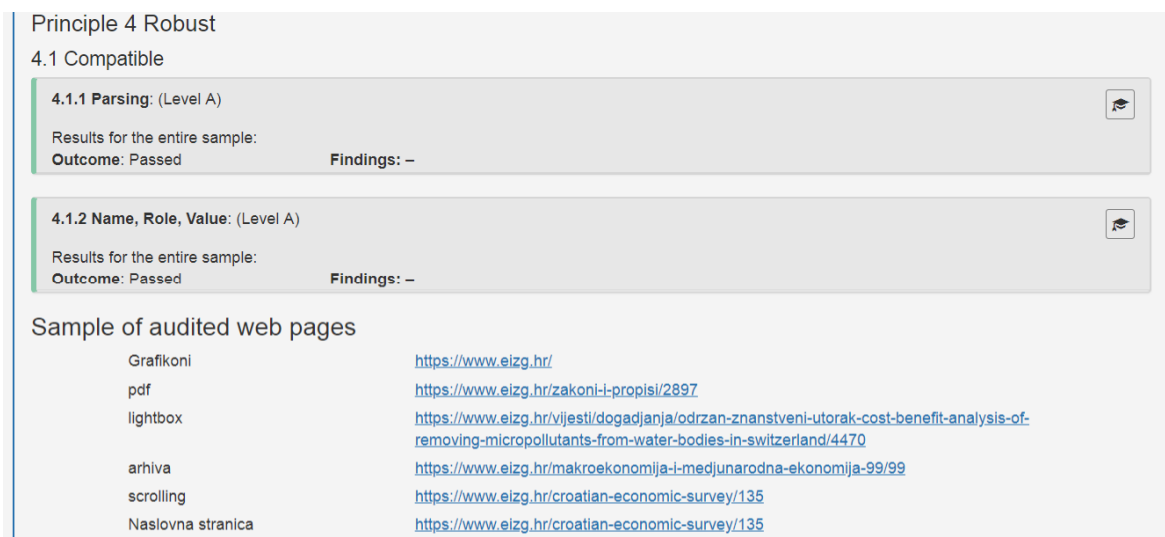 Principle 4 Robust
4.1 Compatible
4.1.1 Parsing: (Level A)
Results for the entire sample:
Outcome: Passed Findings: –
4.1.2 Name, Role, Value: (Level A)
Results for the entire sample:
Outcome: Passed Findings: –
Sample of audited web pages
Grafikoni https://www.eizg.hr/
pdf https://www.eizg.hr/zakoni-i-propisi/2897
lightbox https://www.eizg.hr/vijesti/dogadjanja/odrzan-znanstveni-utorak-cost-benefit-analysis-of-
removing-micropollutants-from-water-bodies-in-switzerland/4470
arhiva https://www.eizg.hr/makroekonomija-i-medjunarodna-ekonomija-99/99
scrolling https://www.eizg.hr/croatian-economic-survey/135
Naslovna stranica https://www.eizg.hr/croatian-economic-survey/135